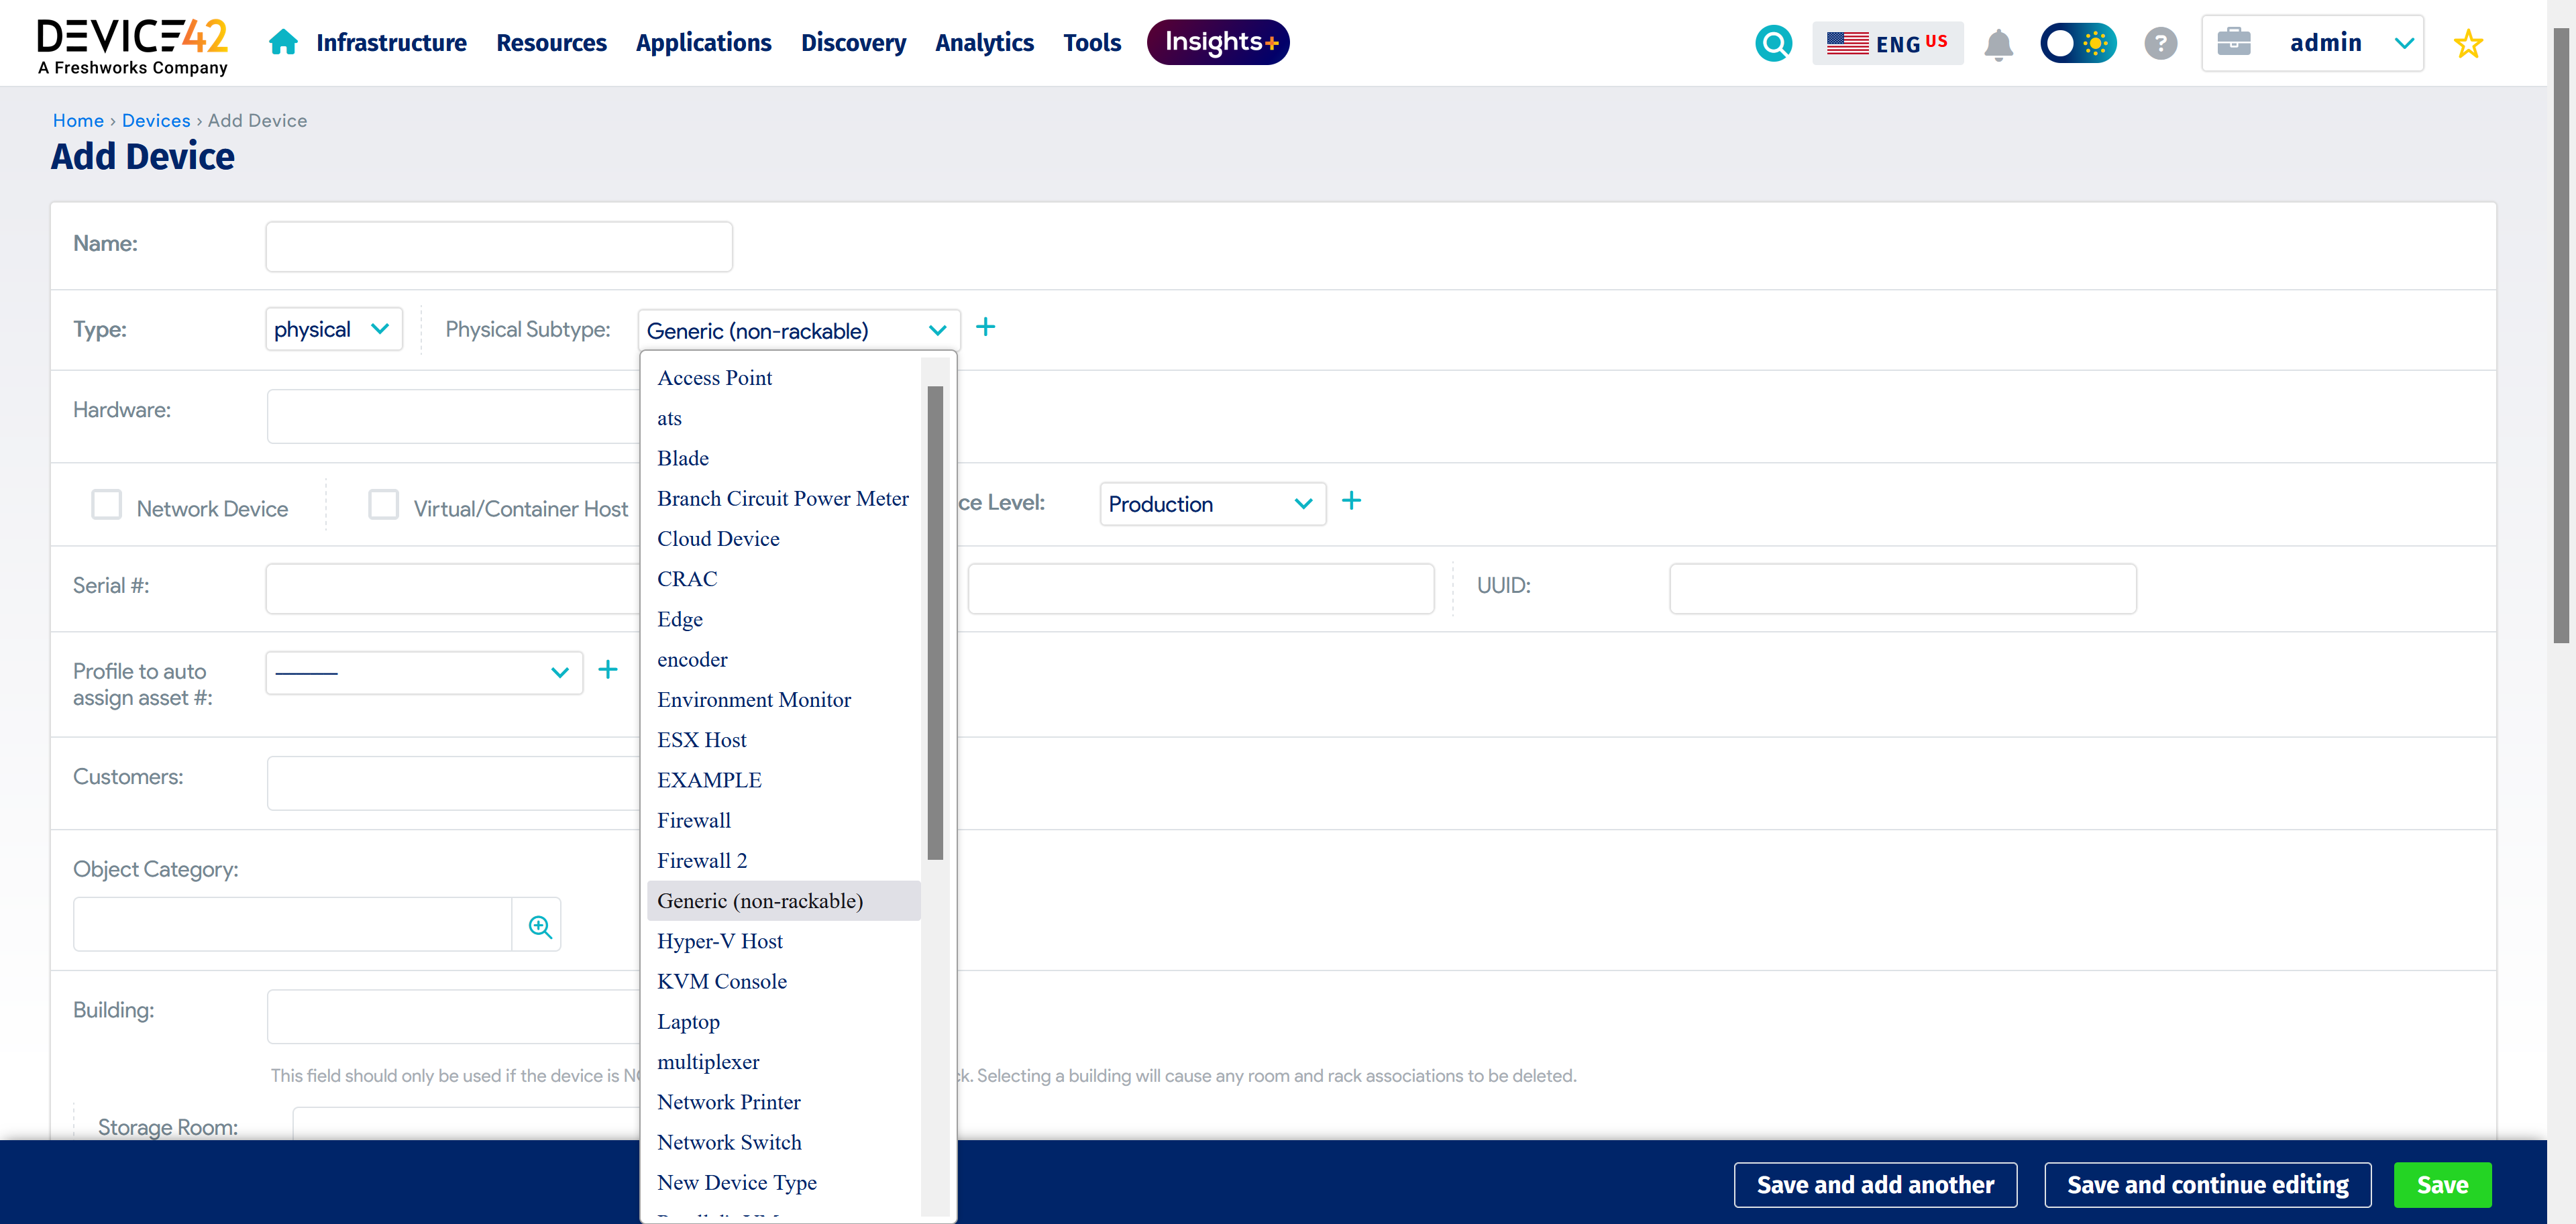 DEVICE42
A Freshworks Company
Infrastructure Resources Applications Discovery Analytics Tools Insights+
ENG US
?
admin
Home › Devices › Add Device
Add Device
Name:
Type: physical Physical Subtype: Generic (non-rackable) +
Access Point
ats
Blade
Branch Circuit Power Meter
Cloud Device
CRAC
Edge
encoder
Environment Monitor
ESX Host
EXAMPLE
Firewall
Firewall 2
Generic (non-rackable)
Hyper-V Host
KVM Console
Laptop
multiplexer
Network Printer
Network Switch
New Device Type
Hardware:
Network Device Virtual/Container Host ce Level: Production +
Serial #: UUID:
Profile to auto
assign asset #: +
Customers:
Object Category:
Building:
This field should only be used if the device is k. Selecting a building will cause any room and rack associations to be deleted.
Storage Room:
Save and add another Save and continue editing Save